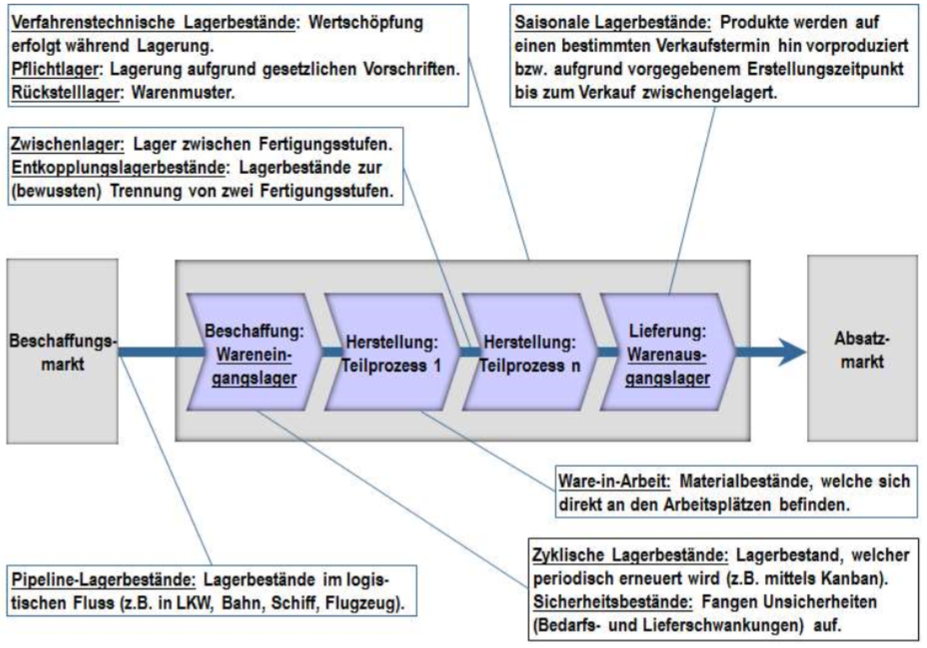 Verfahrenstechnische Lagerbestände: Wertschöpfung
erfolgt während Lagerung.
Pflichtlager: Lagerung aufgrund gesetzlichen Vorschriften.
Rückstelllager: Warenmuster.
Saisonale Lagerbestände: Produkte werden auf
einen bestimmten Verkaufstermin hin vorproduziert
bzw. aufgrund vorgegebenem Erstellungszeitpunkt
bis zum Verkauf zwischengelagert.
Zwischenlager: Lager zwischen Fertigungsstufen.
Entkopplungslagerbestände: Lagerbestände zur
(bewussten) Trennung von zwei Fertigungsstufen.
Beschaffungs-
markt
Beschaffung:
Warenein-
gangslager
Herstellung:
Teilprozess 1
Herstellung:
Teilprozess n
Lieferung:
Warenaus-
gangslager
Absatz-
markt
Ware-in-Arbeit: Materialbestände, welche sich
direkt an den Arbeitsplätzen befinden.
Pipeline-Lagerbestände: Lagerbestände im logis-
tischen Fluss (z.B. in LKW, Bahn, Schiff, Flugzeug).
Zyklische Lagerbestände: Lagerbestand, welcher
periodisch erneuert wird (z.B. mittels Kanban).
Sicherheitsbestände: Fangen Unsicherheiten
(Bedarfs- und Lieferschwankungen) auf.